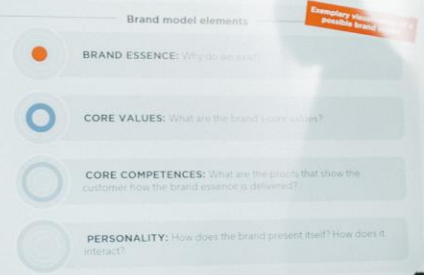 Brand model elements
Exemplary
possible brand
BRAND ESSENCE: Why do we exist?
CORE VALUES: What are the brand's core values?
CORE COMPETENCES: What are the proofs that show the
customer how the brand essence is delivered?
PERSONALITY: How does the brand present itself? How does it
interact?